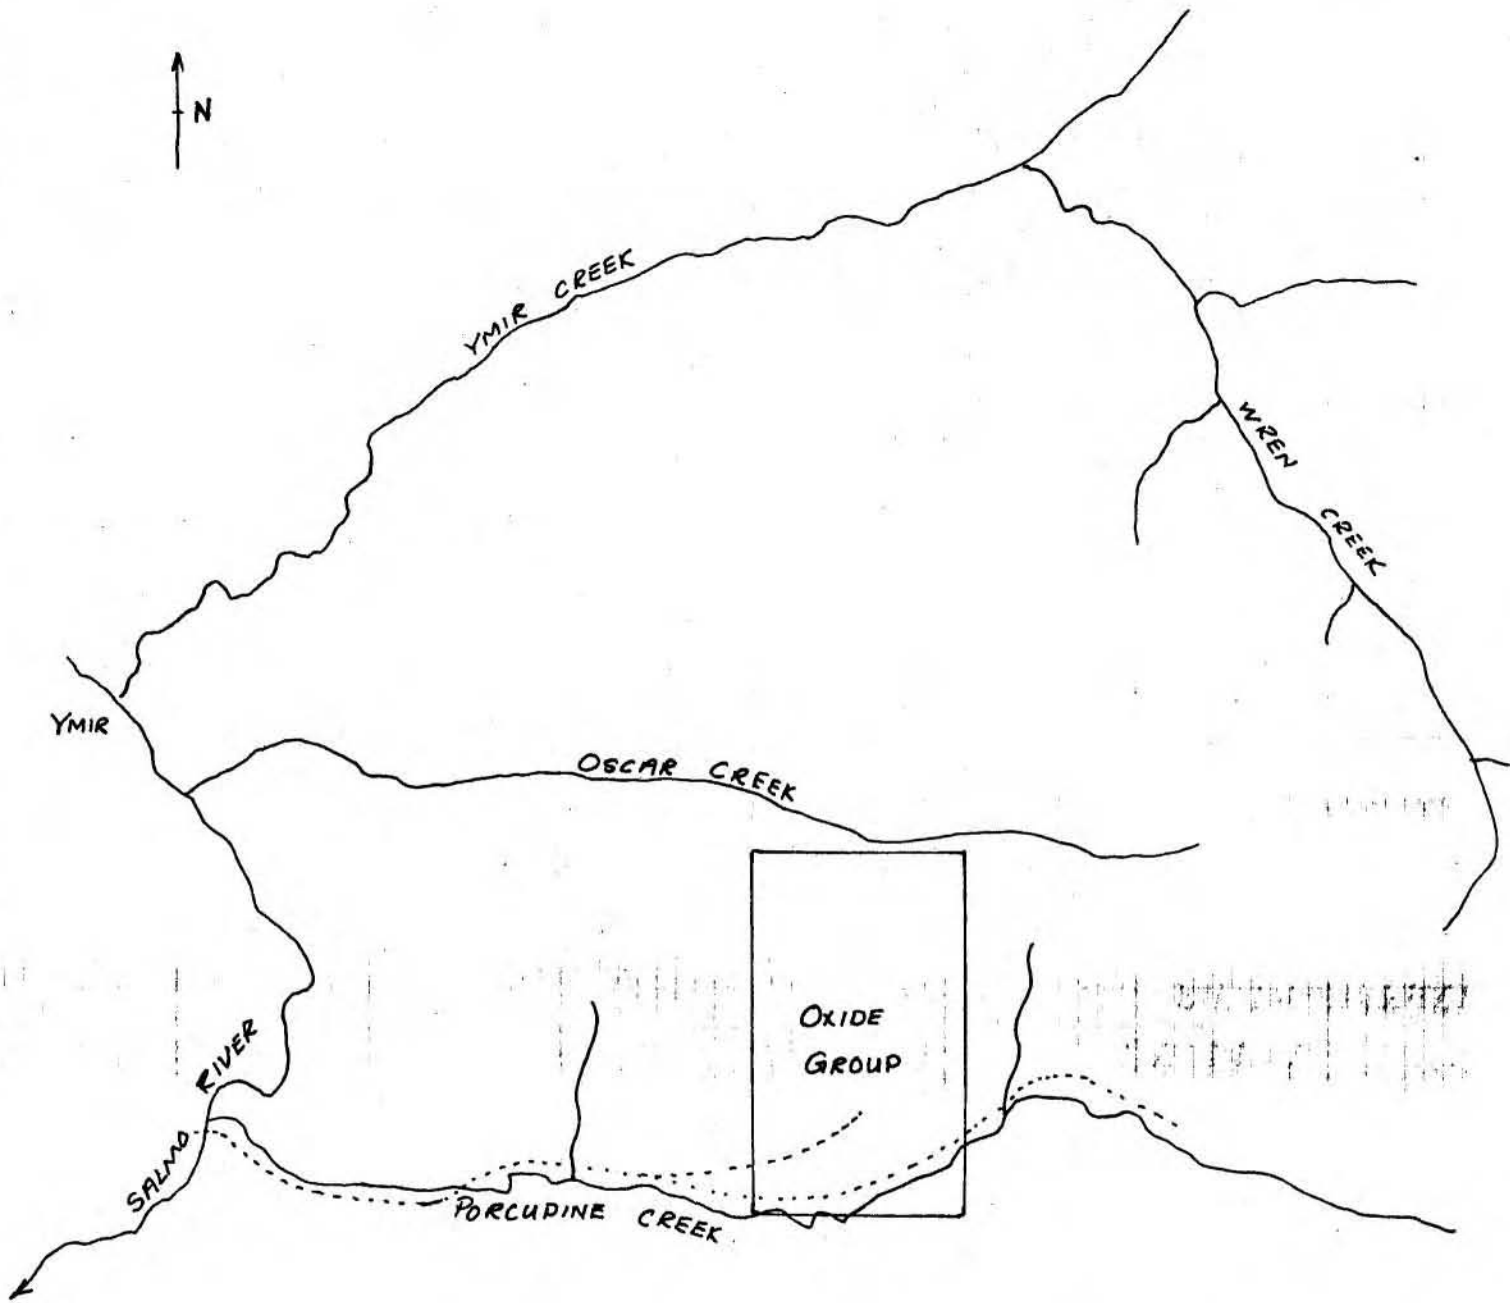 N
YMIR CREEK
WREN CREEK
YMIR
OSCAR CREEK
OXIDE
GROUP
SALMO RIVER
PORCUPINE CREEK